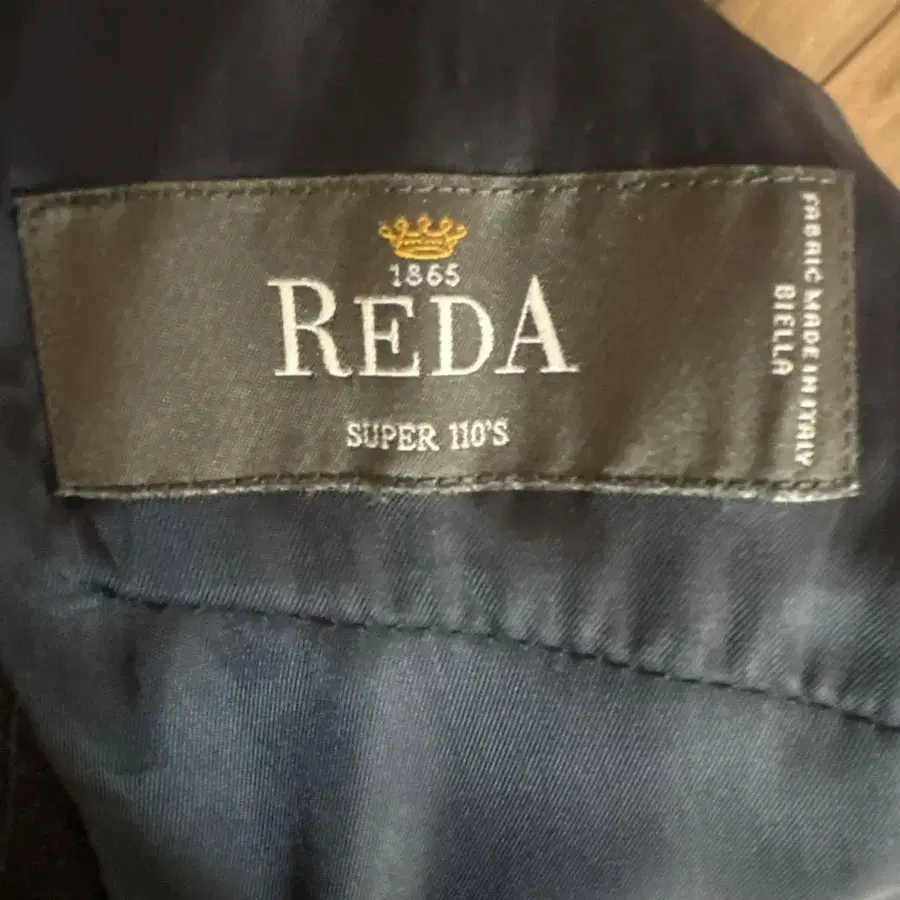 1865
REDA
SUPER 110'S
FABRIC MADE IN ITALY
BIELLA